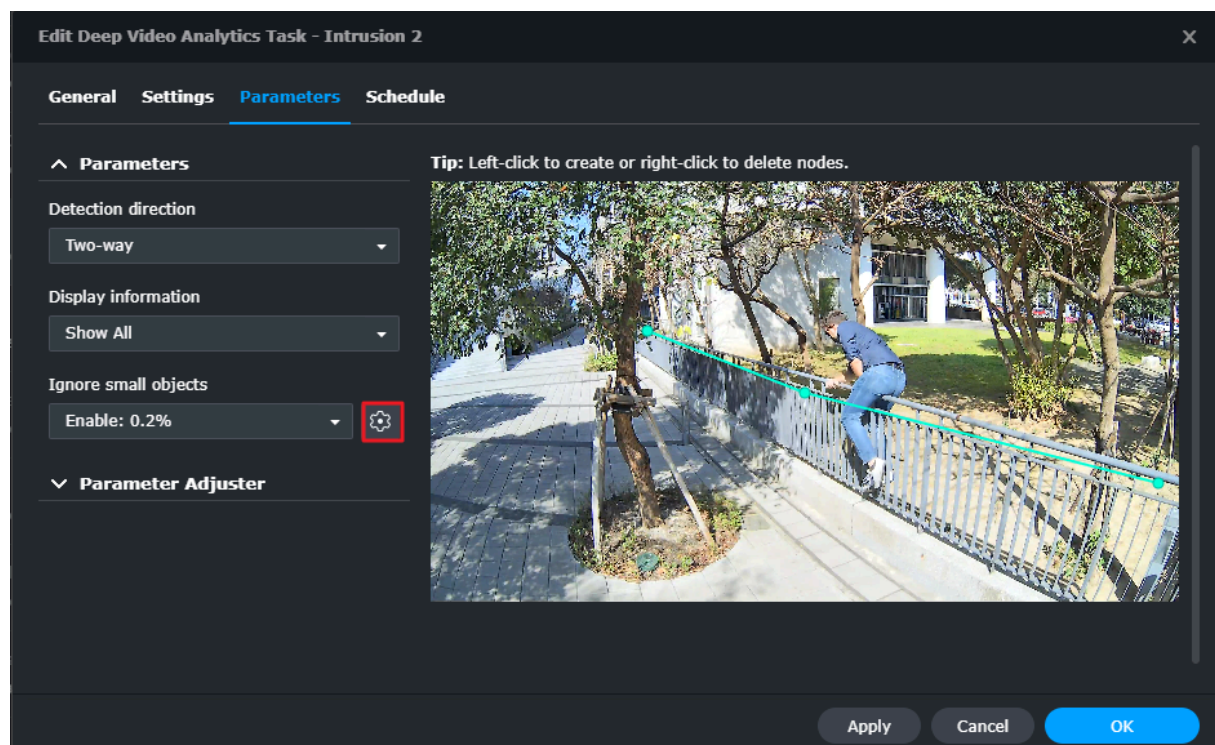 Edit Deep Video Analytics Task - Intrusion 2
General Settings Parameters Schedule
Parameters
Tip: Left-click to create or right-click to delete nodes.
Detection direction
Two-way
Display information
Show All
Ignore small objects
Enable: 0.2%
Parameter Adjuster
Apply Cancel OK